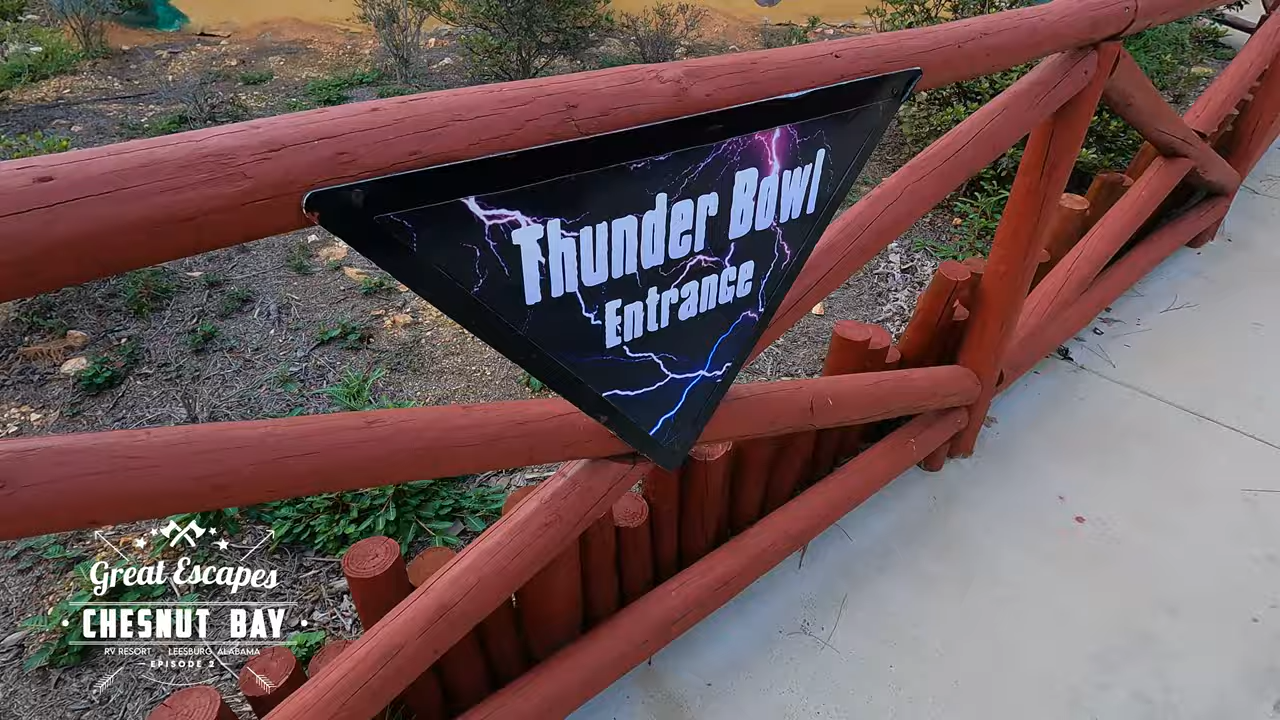 Thunder Bowl
Entrance
Great Escapes
CHESNUT BAY
RV RESORT LEESBURG, ALABAMA
EPISODE 2